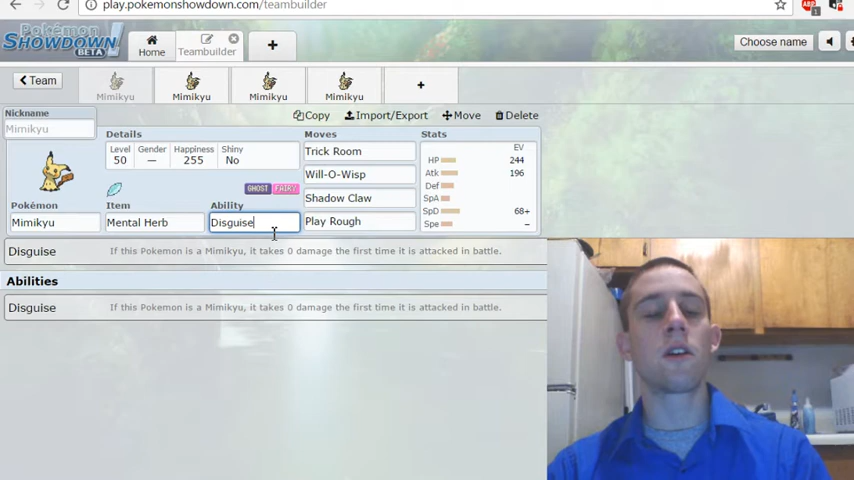 play.pokemonshowdown.com/teambuilder
ABP
1
Pokémon
SHOWDOWN!
BETA
Home
Teambuilder
+
Choose name
Team
Mimikyu
Mimikyu
Mimikyu
Mimikyu
+
Copy
Import/Export
Move
Delete
Nickname
Mimikyu
Details
Level
Gender
Happiness
Shiny
50
—
255
No
Moves
Trick Room
Will-O-Wisp
Shadow Claw
Play Rough
Stats
EV
HP 244
Atk 196
Def
SpA
SpD 68+
Spe –
GHOST FAIRY
Pokémon
Item
Ability
Mimikyu
Mental Herb
Disguise
Disguise If this Pokemon is a Mimikyu, it takes 0 damage the first time it is attacked in battle.
Abilities
Disguise If this Pokemon is a Mimikyu, it takes 0 damage the first time it is attacked in battle.